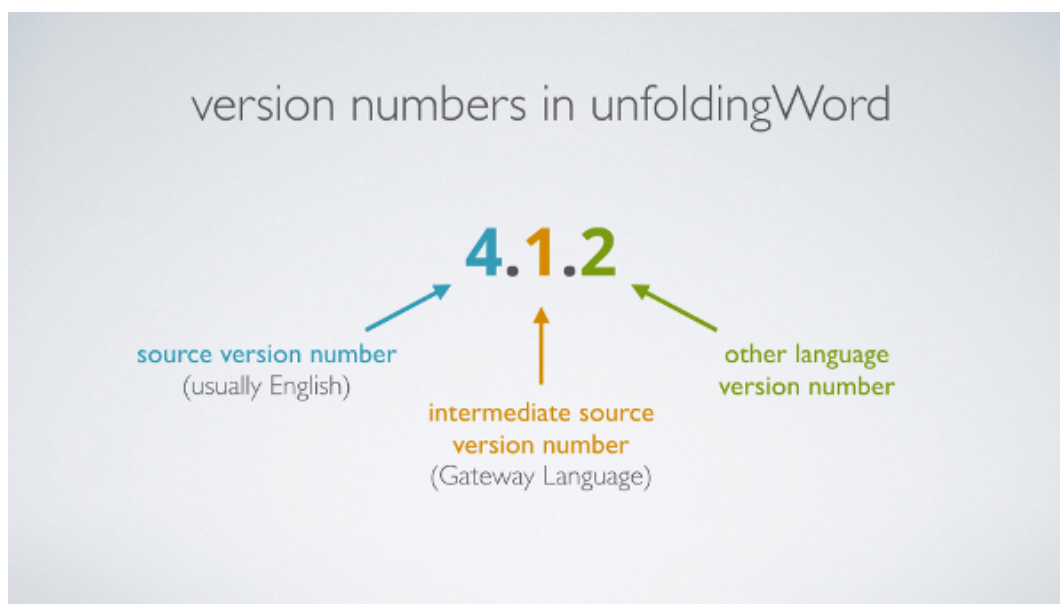 version numbers in unfoldingWord
4.1.2
source version number
(usually English)
intermediate source
version number
(Gateway Language)
other language
version number